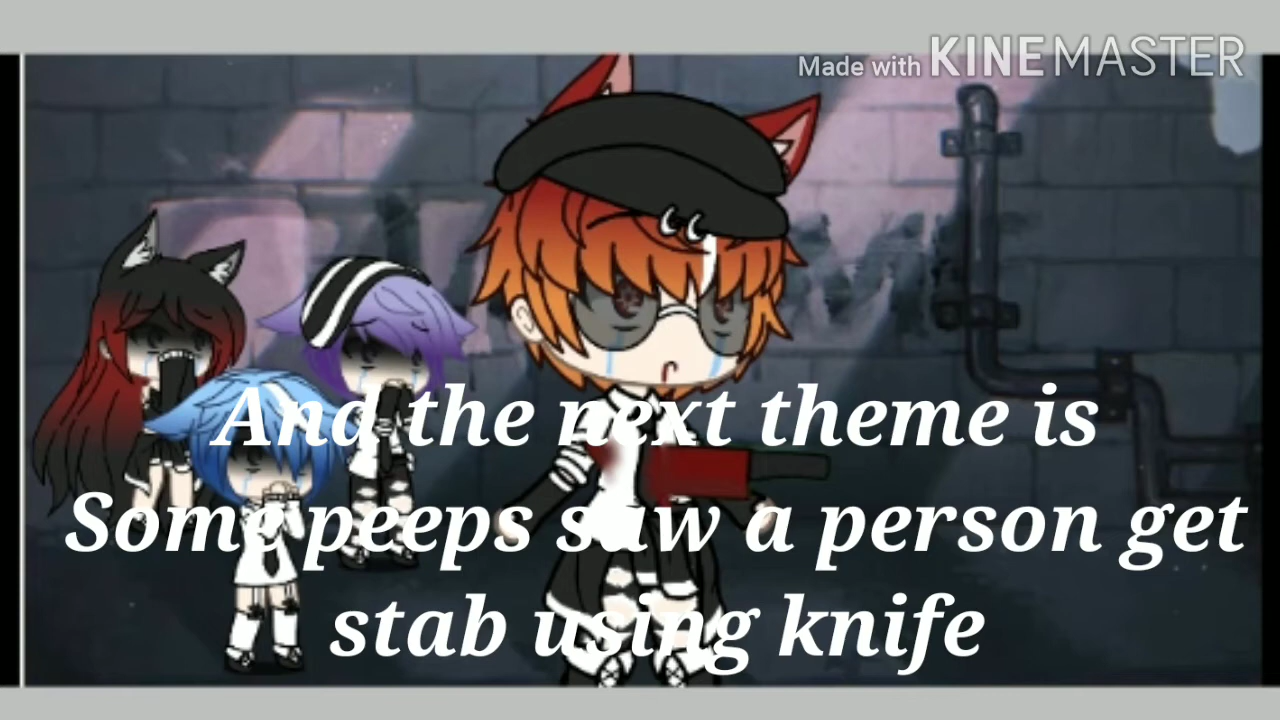 Made with KINEMASTER
And the next theme is
Some peeps saw a person get
stab using knife